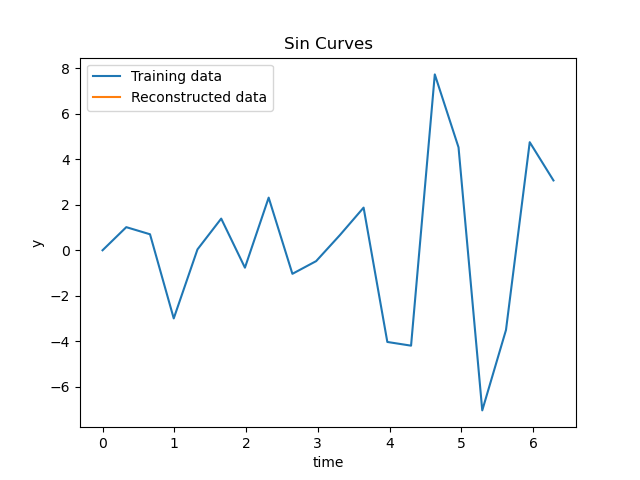 Sin Curves
Training data
Reconstructed data
8
6
4
2
0
−2
−4
−6
y
0 1 2 3 4 5 6
time